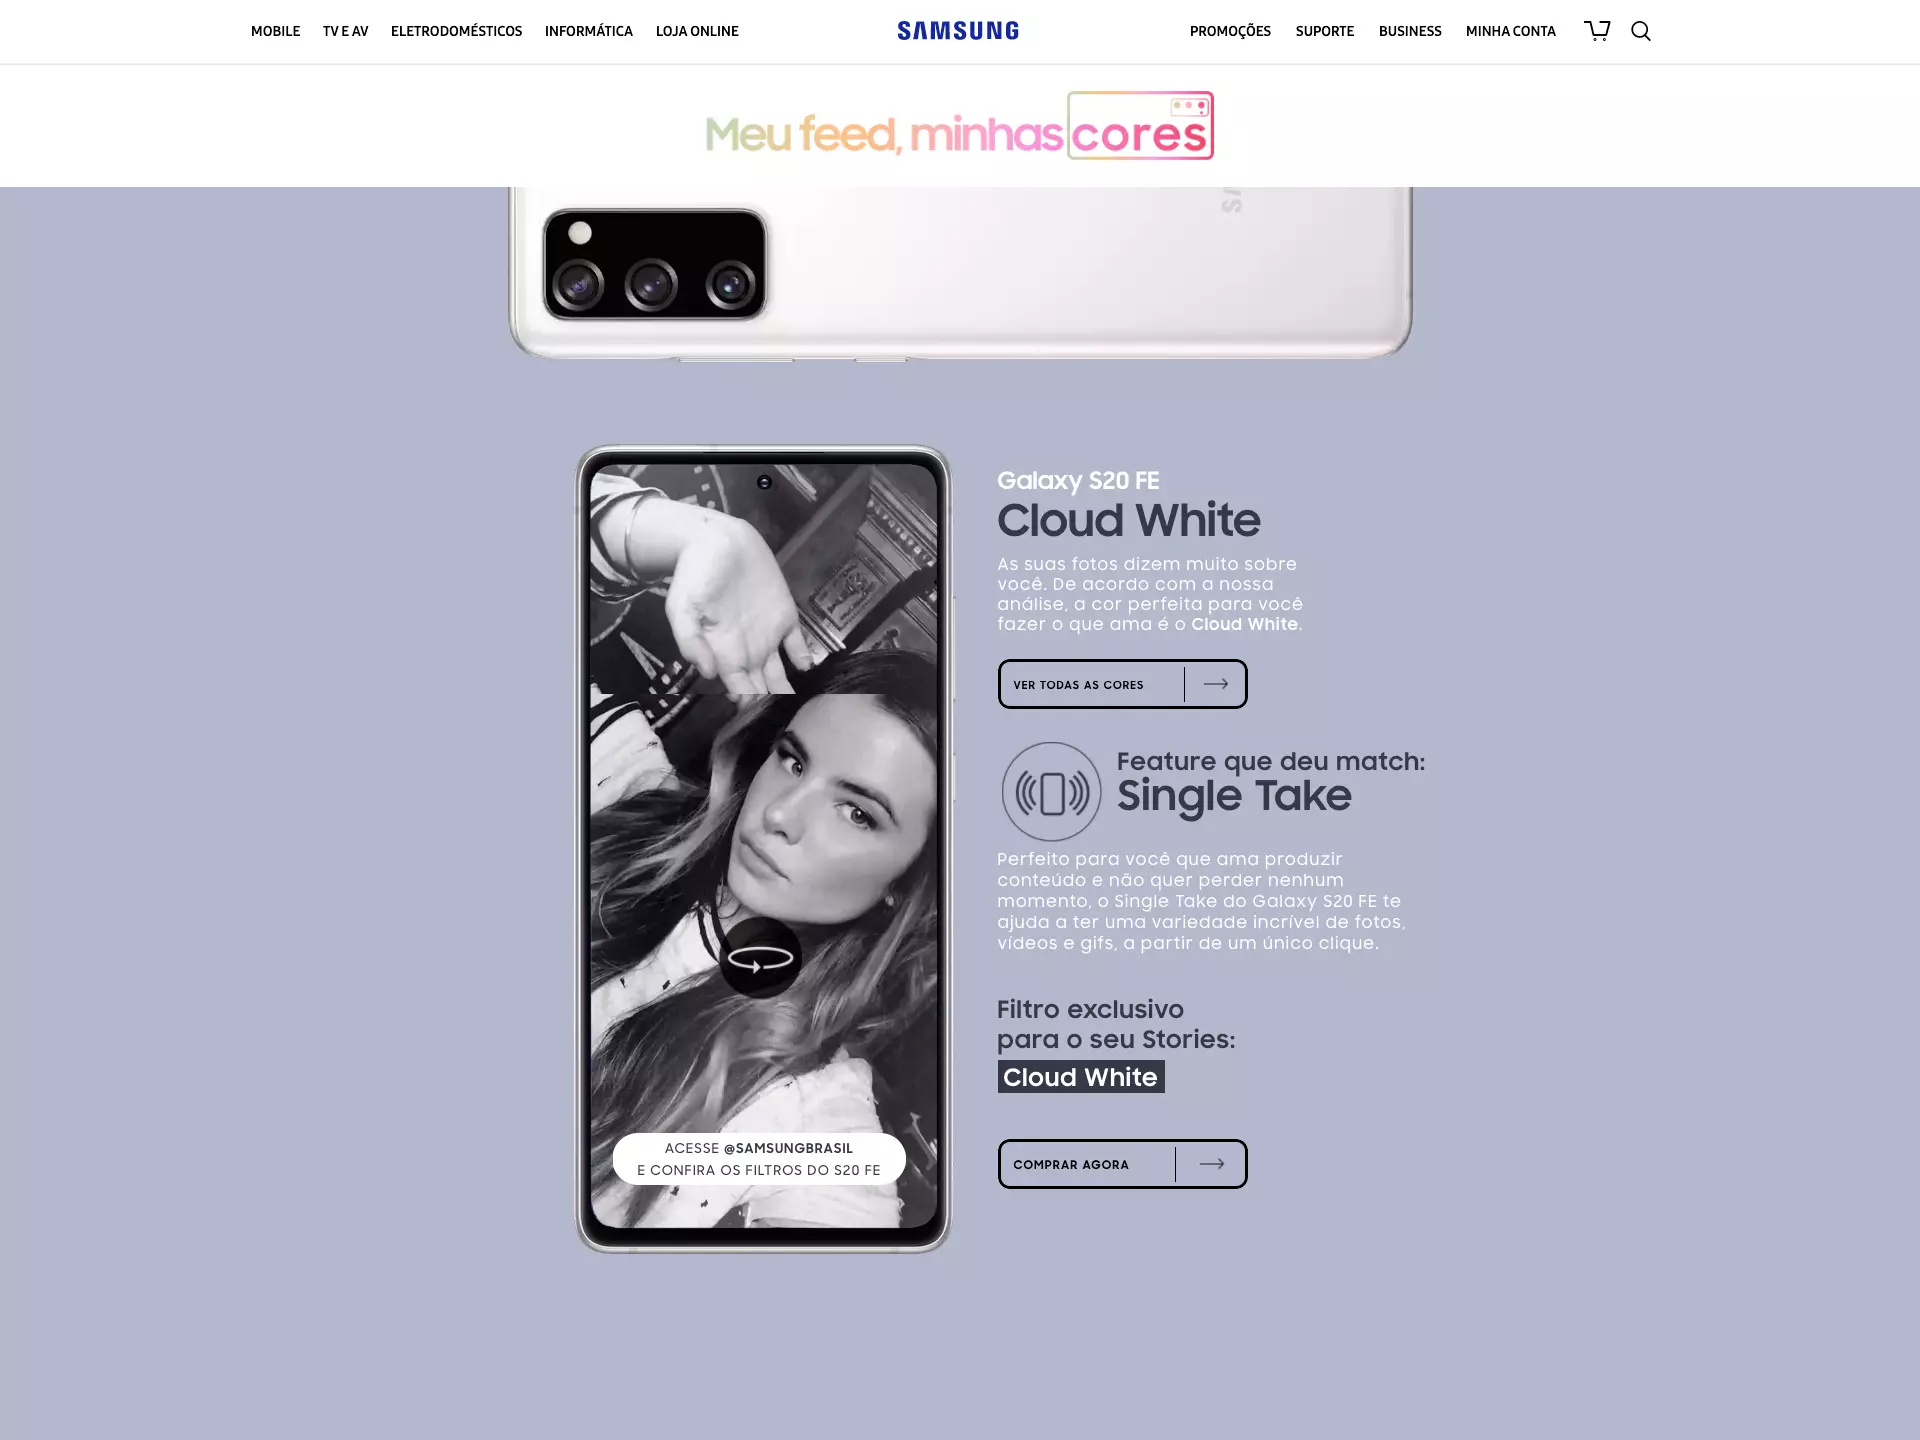 MOBILE TV E AV ELETRODOMÉSTICOS INFORMÁTICA LOJA ONLINE SAMSUNG PROMOÇÕES SUPORTE BUSINESS MINHA CONTA
Meu feed, minhas cores
SA
Galaxy S20 FE
Cloud White
As suas fotos dizem muito sobre
você. De acordo com a nossa
análise, a cor perfeita para você
fazer o que ama é o Cloud White.
VER TODAS AS CORES
Feature que deu match:
Single Take
Perfeito para você que ama produzir
conteúdo e não quer perder nenhum
momento, o Single Take do Galaxy S20 FE te
ajuda a ter uma variedade incrível de fotos,
vídeos e gifs, a partir de um único clique.
Filtro exclusivo
para o seu Stories:
Cloud White
ACESSE @SAMSUNGBRASIL
E CONFIRA OS FILTROS DO S20 FE
COMPRAR AGORA